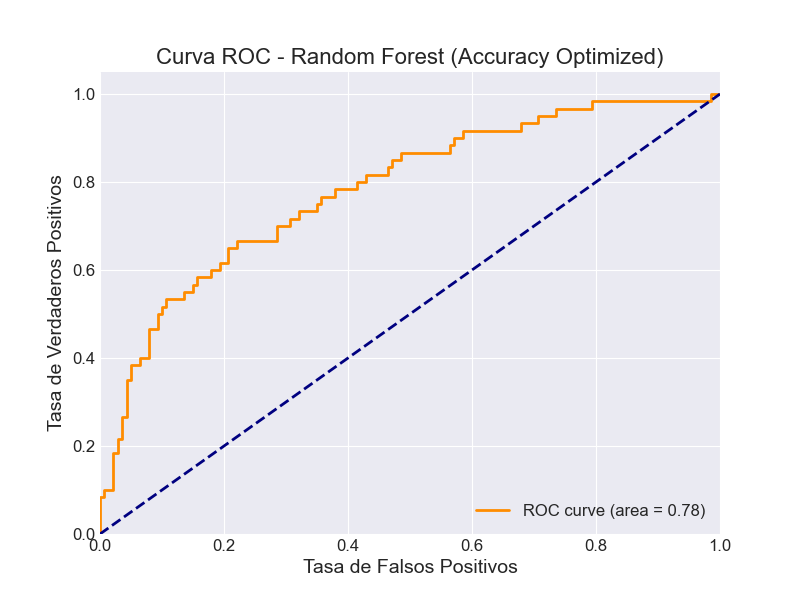 Curva ROC - Random Forest (Accuracy Optimized)
Tasa de Verdaderos Positivos
1.0
0.8
0.6
0.4
0.2
0.0
0.0 0.2 0.4 0.6 0.8 1.0
Tasa de Falsos Positivos
ROC curve (area = 0.78)